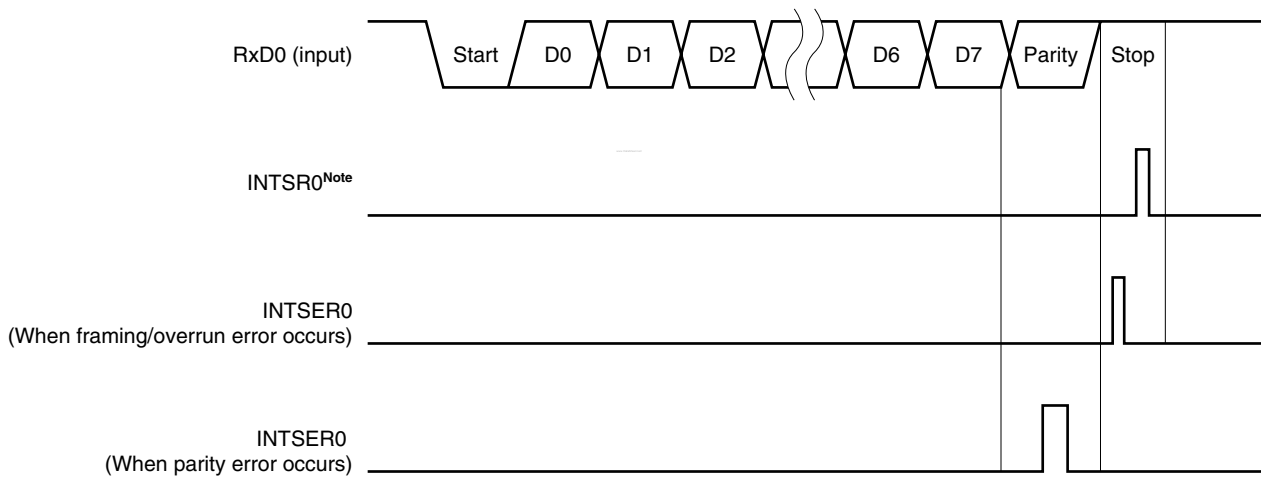 RxD0 (input) Start D0 D1 D2 D6 D7 Parity Stop
INTSR0Note
INTSER0
(When framing/overrun error occurs)
INTSER0
(When parity error occurs)